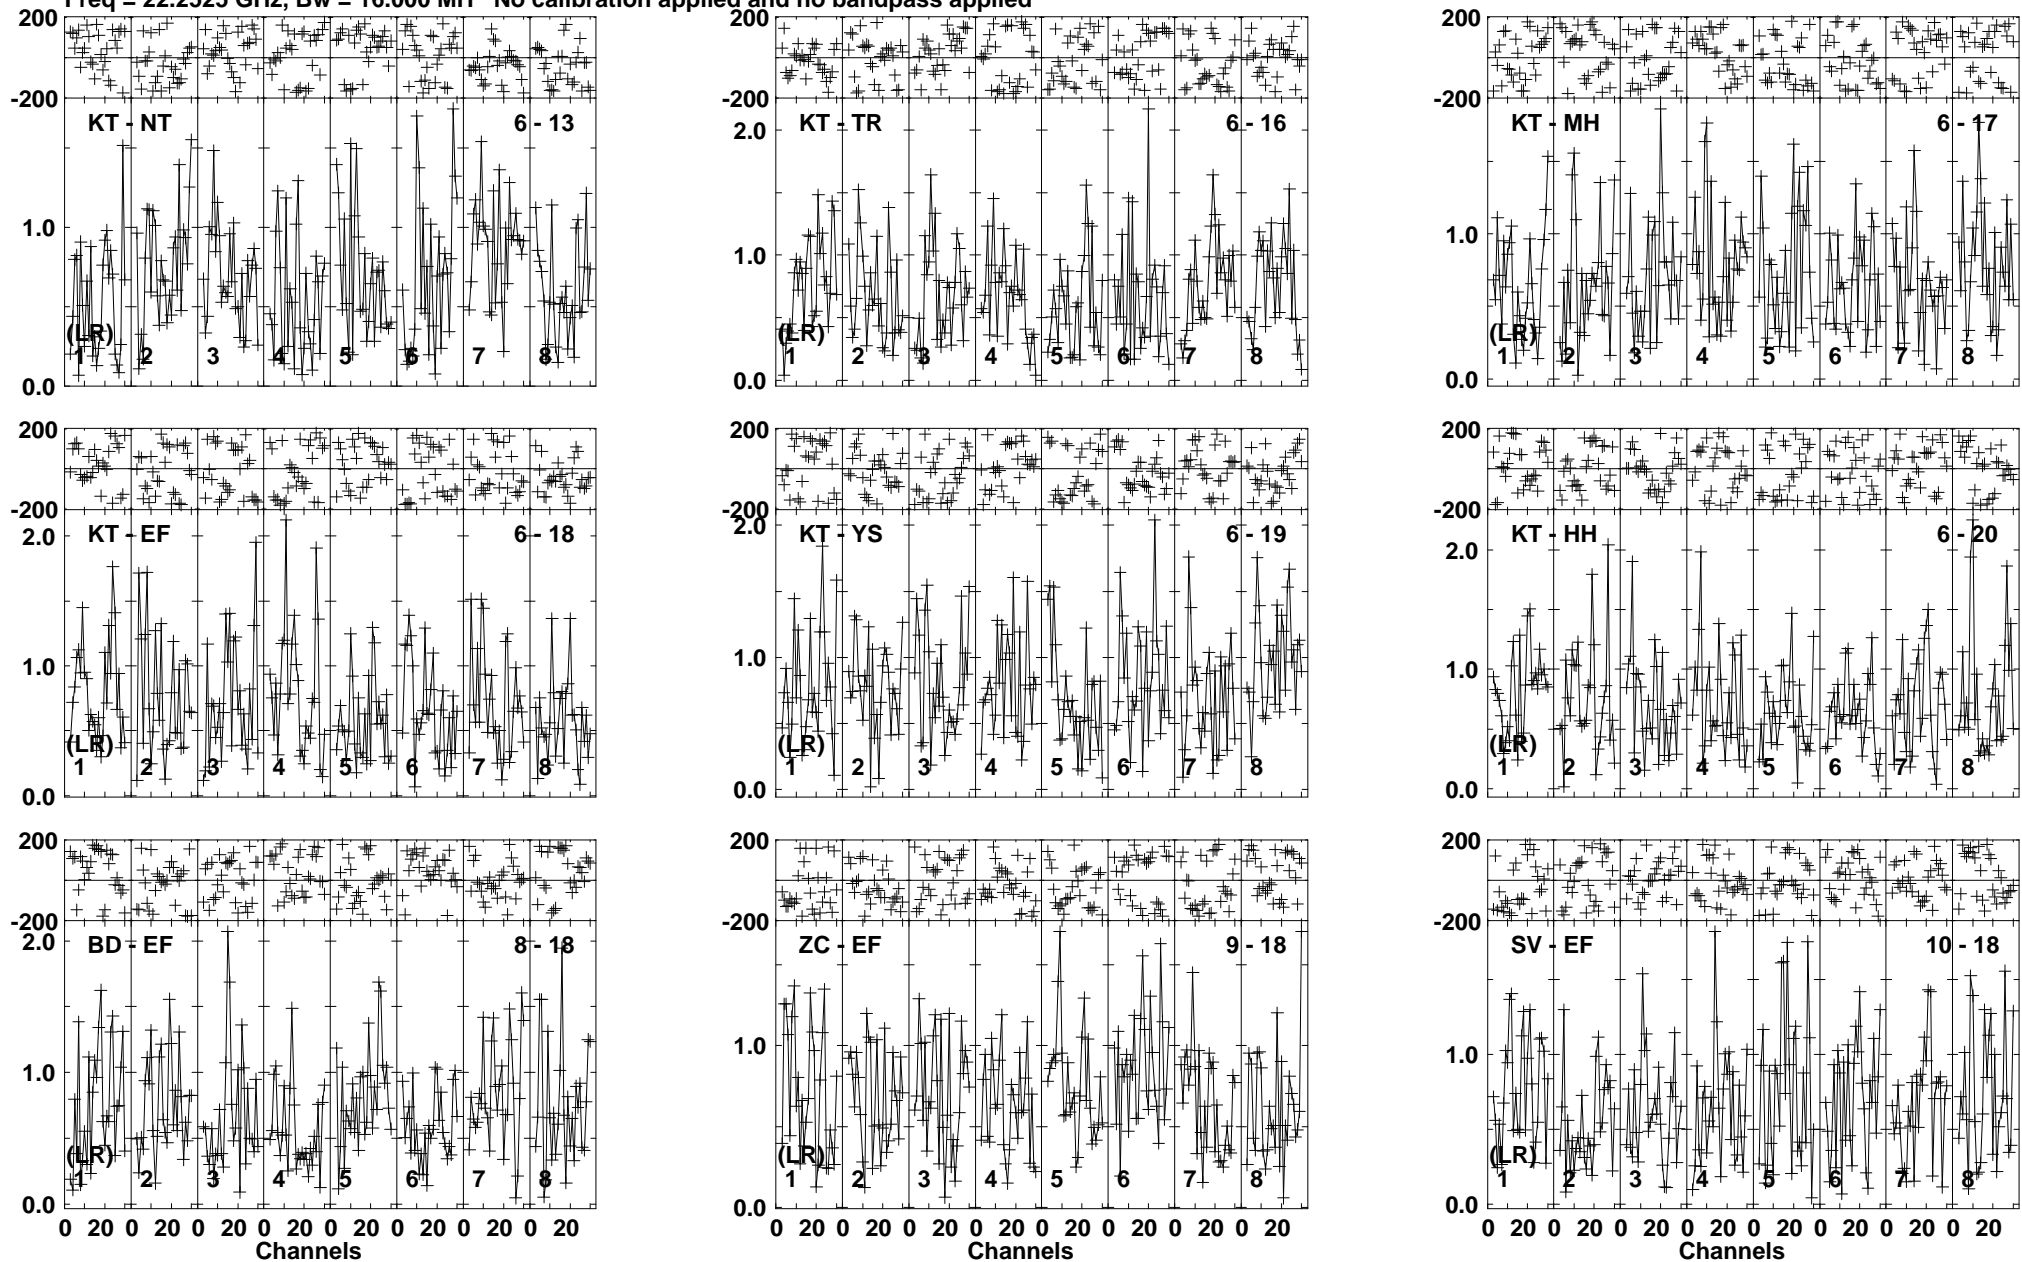 Freq = 22.2525 GHz, Bw = 16.000 MH No calibration applied and no bandpass applied
200
-200
KT - NT 6 - 13
1.0
(LR)
1 2 3 4 5 6 7 8
0.0
200
-200
KT - TR 6 - 16
2.0
1.0
(LR)
1 2 3 4 5 6 7 8
0.0
200
-200
KT - MH 6 - 17
1.0
(LR)
1 2 3 4 5 6 7 8
0.0
200
-200
KT - EF 6 - 18
2.0
1.0
(LR)
1 2 3 4 5 6 7 8
0.0
200
-200
KT - YS 6 - 19
2.0
1.0
(LR)
1 2 3 4 5 6 7 8
0.0
200
-200
KT - HH 6 - 20
2.0
1.0
(LR)
1 2 3 4 5 6 7 8
0.0
200
-200
BD - EF 8 - 18
2.0
1.0
(LR)
1 2 3 4 5 6 7 8
0.0
0 20 0 20 0 20 0 20 0 20 0 20 0 20 0 20
Channels
200
-200
ZC - EF 9 - 18
1.0
(LR)
1 2 3 4 5 6 7 8
0.0
0 20 0 20 0 20 0 20 0 20 0 20 0 20 0 20
Channels
200
-200
SV - EF 10 - 18
1.0
(LR)
1 2 3 4 5 6 7 8
0.0
0 20 0 20 0 20 0 20 0 20 0 20 0 20 0 20
Channels